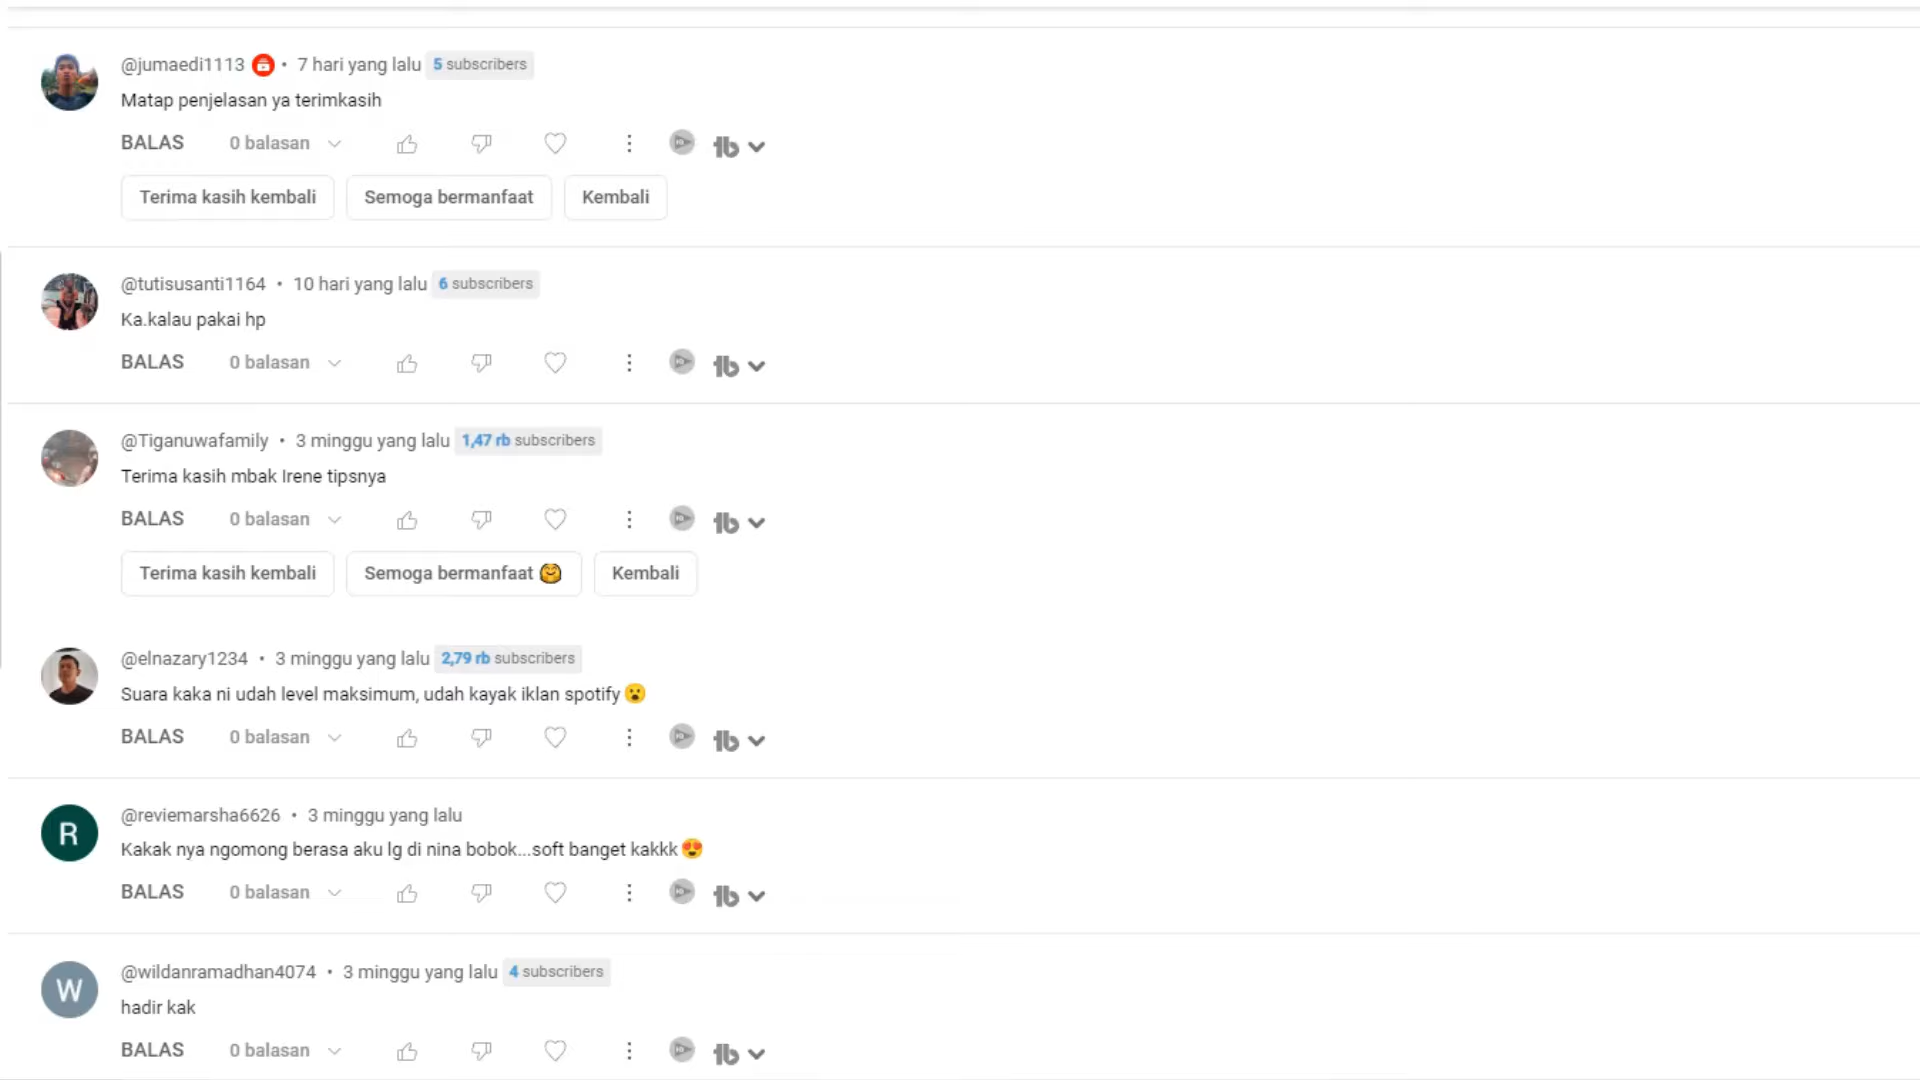 @jumaedi1113 • 7 hari yang lalu 5 subscribers
Matap penjelasan ya terimkasih
BALAS 0 balasan
Terima kasih kembali Semoga bermanfaat Kembali
@tutisusanti1164 • 10 hari yang lalu 6 subscribers
Ka.kalau pakai hp
BALAS 0 balasan
@Tiganuwafamily • 3 minggu yang lalu 1,47 rb subscribers
Terima kasih mbak Irene tipsnya
BALAS 0 balasan
Terima kasih kembali Semoga bermanfaat 🤗 Kembali
@elnazary1234 • 3 minggu yang lalu 2,79 rb subscribers
Suara kaka ni udah level maksimum, udah kayak iklan spotify 😮
BALAS 0 balasan
R
@reviemarsha6626 • 3 minggu yang lalu
Kakak nya ngomong berasa aku lg di nina bobok...soft banget kakkk 😍
BALAS 0 balasan
W
@wildanramadhan4074 • 3 minggu yang lalu 4 subscribers
hadir kak
BALAS 0 balasan